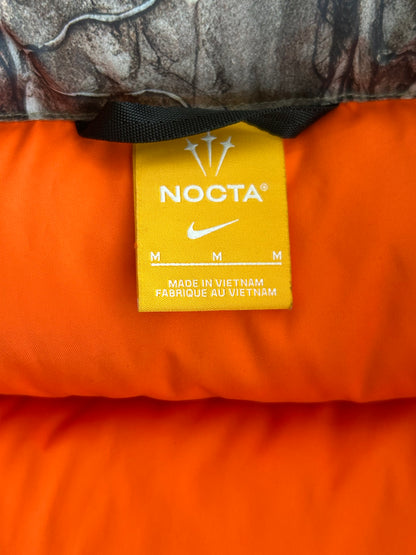 NOCTA®
M M M
MADE IN VIETNAM
FABRIQUE AU VIETNAM